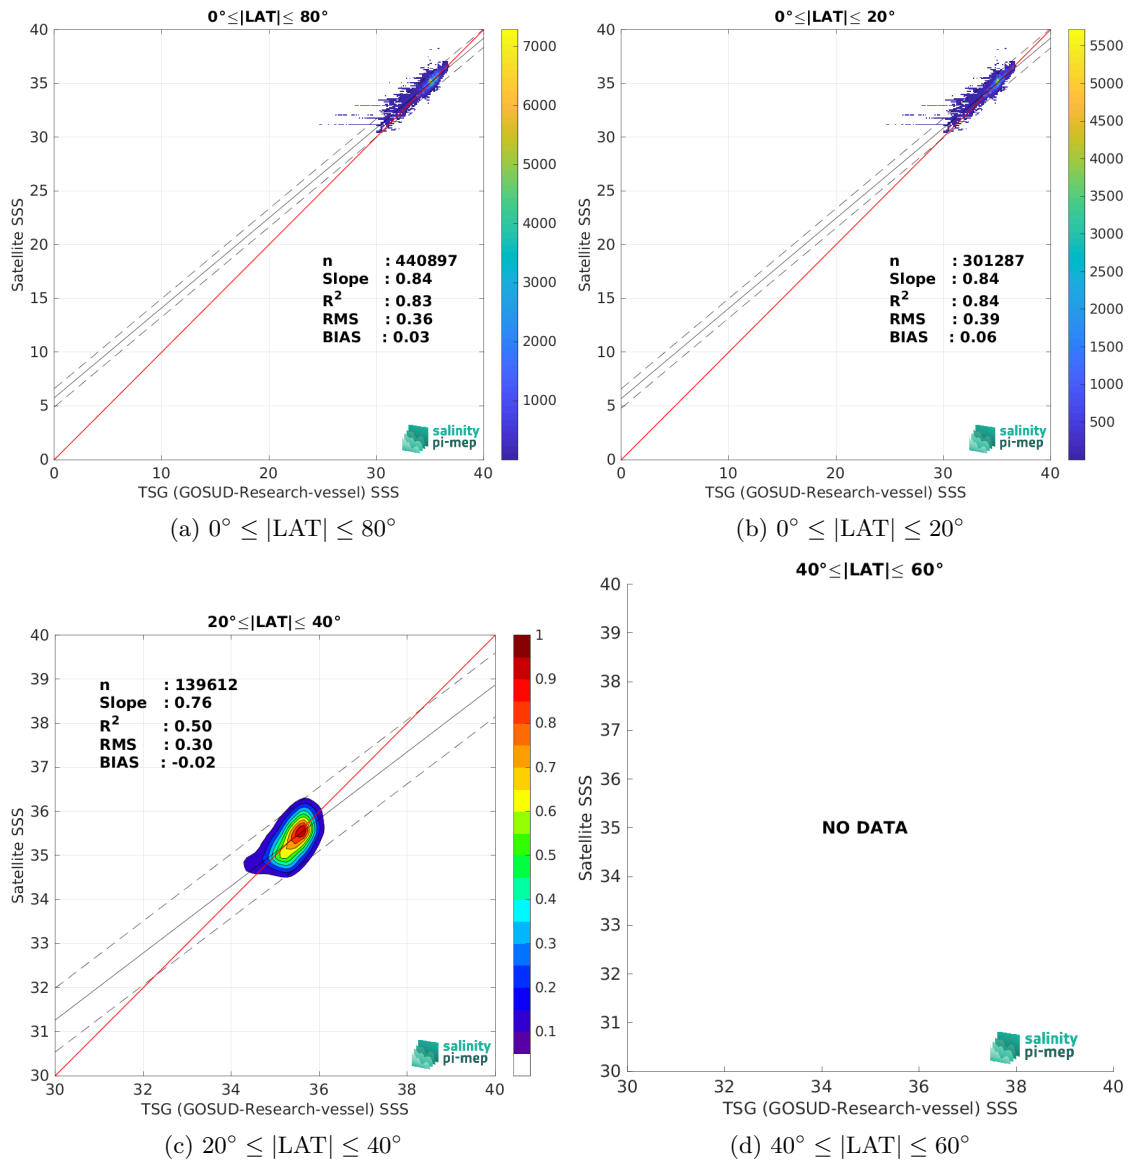 0°≤|LAT|≤ 80°
40
35
30
25
20
15
10
5
0
Satellite SSS
n : 440897
Slope : 0.84
R² : 0.83
RMS : 0.36
BIAS : 0.03
salinity
pi-mep
0 10 20 30 40
TSG (GOSUD-Research-vessel) SSS
7000
6000
5000
4000
3000
2000
1000
(a) 0° ≤ |LAT| ≤ 80°
0°≤|LAT|≤ 20°
40
35
30
25
20
15
10
5
0
Satellite SSS
n : 301287
Slope : 0.84
R² : 0.84
RMS : 0.39
BIAS : 0.06
salinity
pi-mep
0 10 20 30 40
TSG (GOSUD-Research-vessel) SSS
5500
5000
4500
4000
3500
3000
2500
2000
1500
1000
500
(b) 0° ≤ |LAT| ≤ 20°
20°≤|LAT|≤ 40°
40
39
38
37
36
35
34
33
32
31
30
Satellite SSS
n : 139612
Slope : 0.76
R² : 0.50
RMS : 0.30
BIAS : -0.02
salinity
pi-mep
30 32 34 36 38 40
TSG (GOSUD-Research-vessel) SSS
1
0.9
0.8
0.7
0.6
0.5
0.4
0.3
0.2
0.1
(c) 20° ≤ |LAT| ≤ 40°
40°≤|LAT|≤ 60°
40
39
38
37
36
35
34
33
32
31
30
Satellite SSS
NO DATA
salinity
pi-mep
30 32 34 36 38 40
TSG (GOSUD-Research-vessel) SSS
(d) 40° ≤ |LAT| ≤ 60°